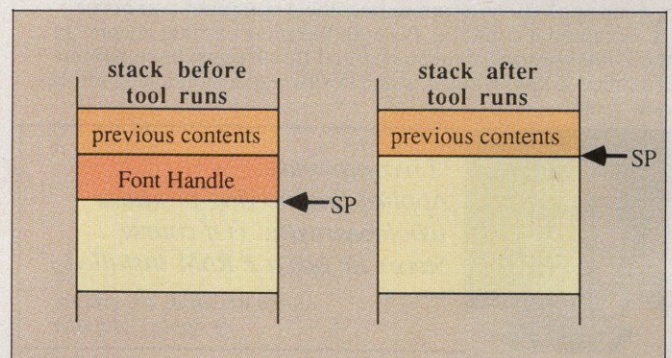 stack before
tool runs
previous contents
Font Handle
SP
stack after
tool runs
previous contents
SP